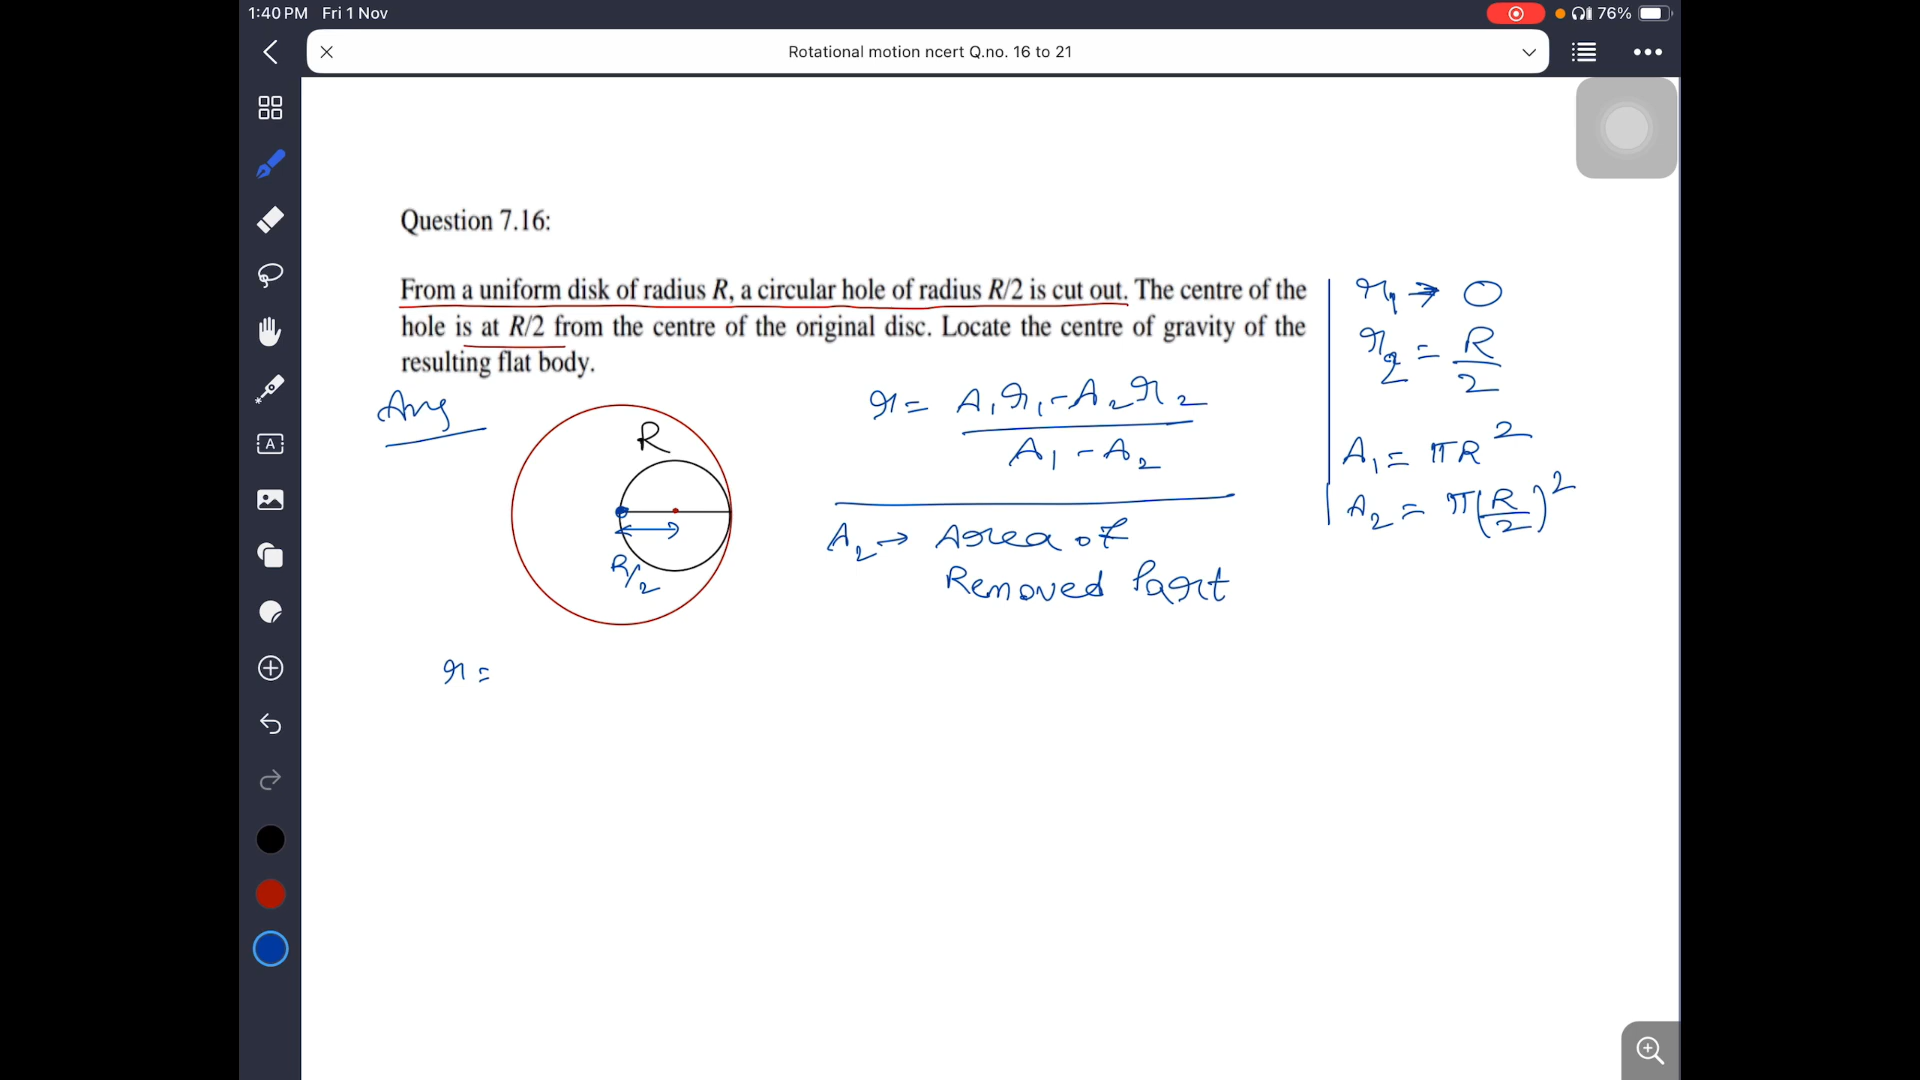 1:40 PM Fri 1 Nov
76%
Rotational motion ncert Q.no. 16 to 21
Question 7.16:
From a uniform disk of radius R, a circular hole of radius R/2 is cut out. The centre of the
hole is at R/2 from the centre of the original disc. Locate the centre of gravity of the
resulting flat body.
Ans
R
R/2
r = (A₁r₁ - A₂r₂) / (A₁ - A₂)
A₂ → Area of
Removed Part
r₁ → 0
r₂ = R/2
A₁ = πR²
A₂ = π(R/2)²
r =